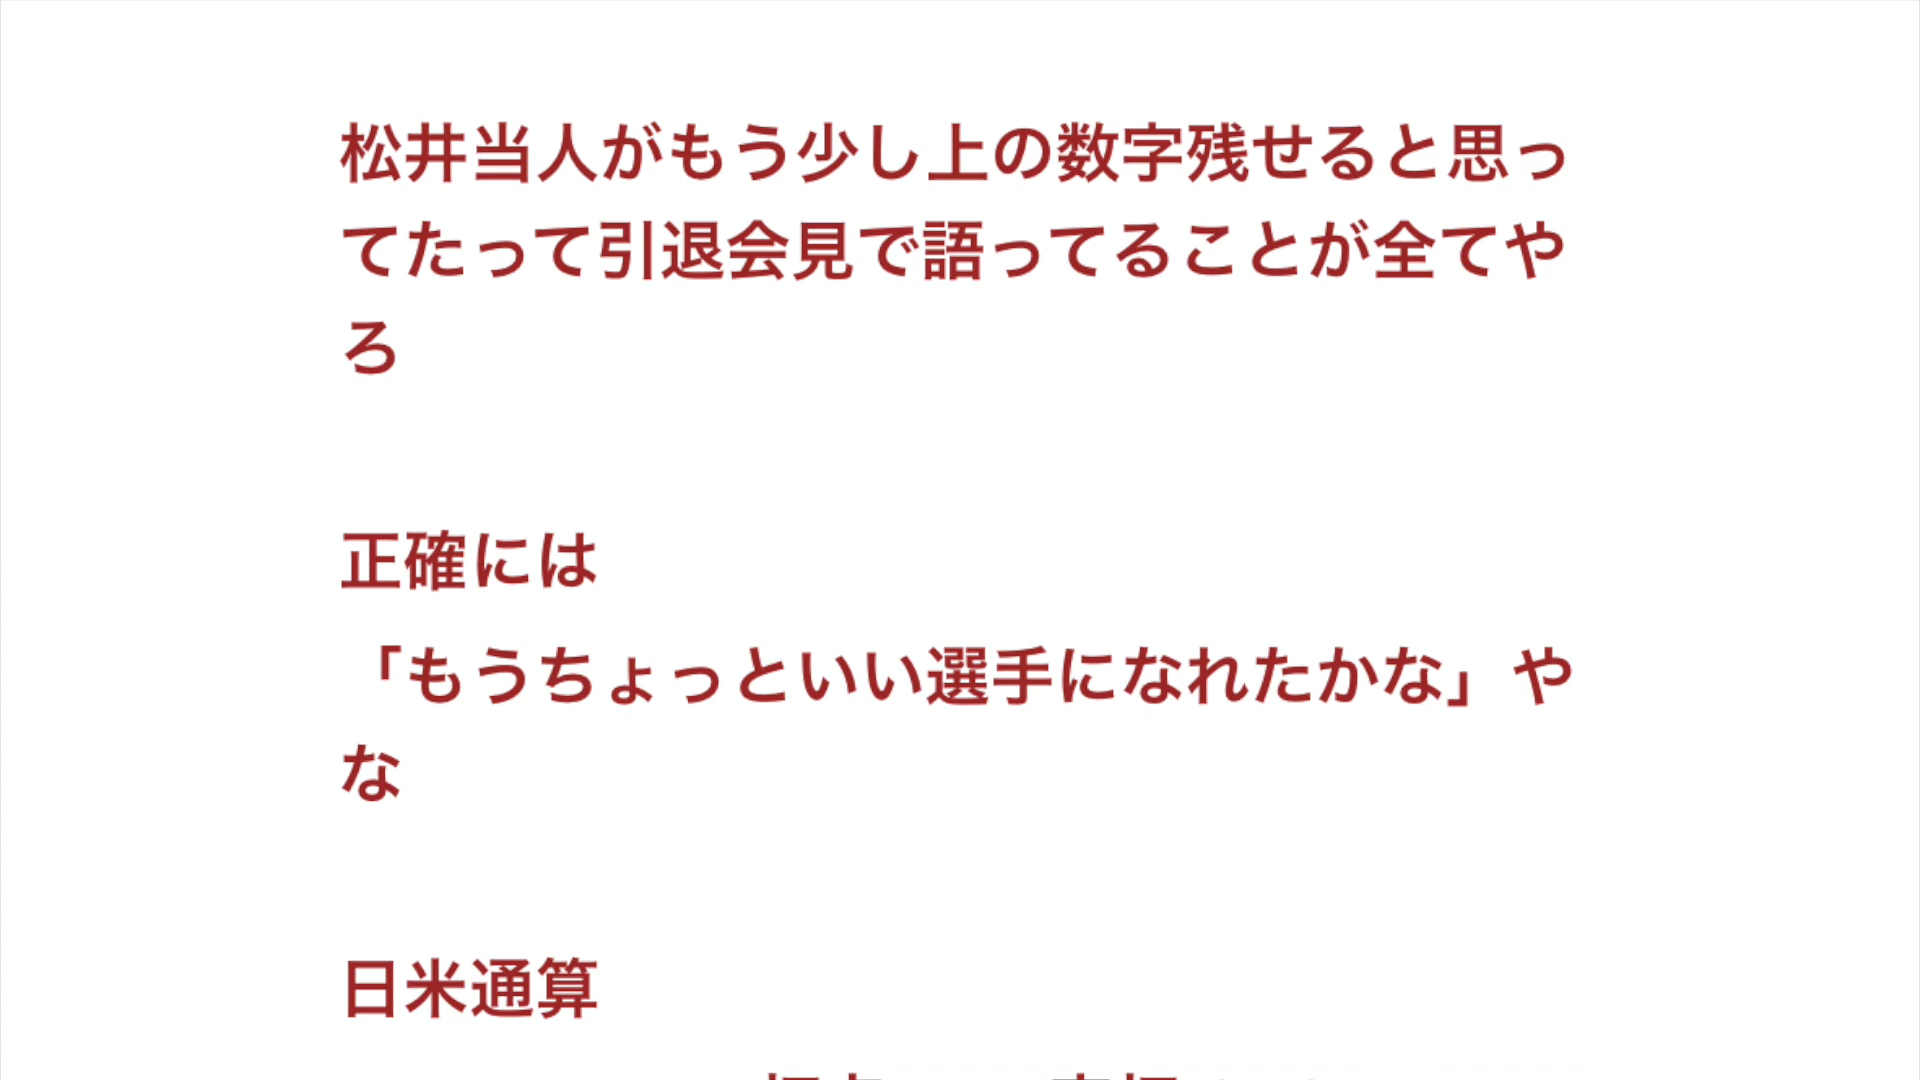 松井当人がもう少し上の数字残せると思っ
てたって引退会見で語ってることが全てや
ろ
正確には
「もうちょっといい選手になれたかな」や
な
日米通算